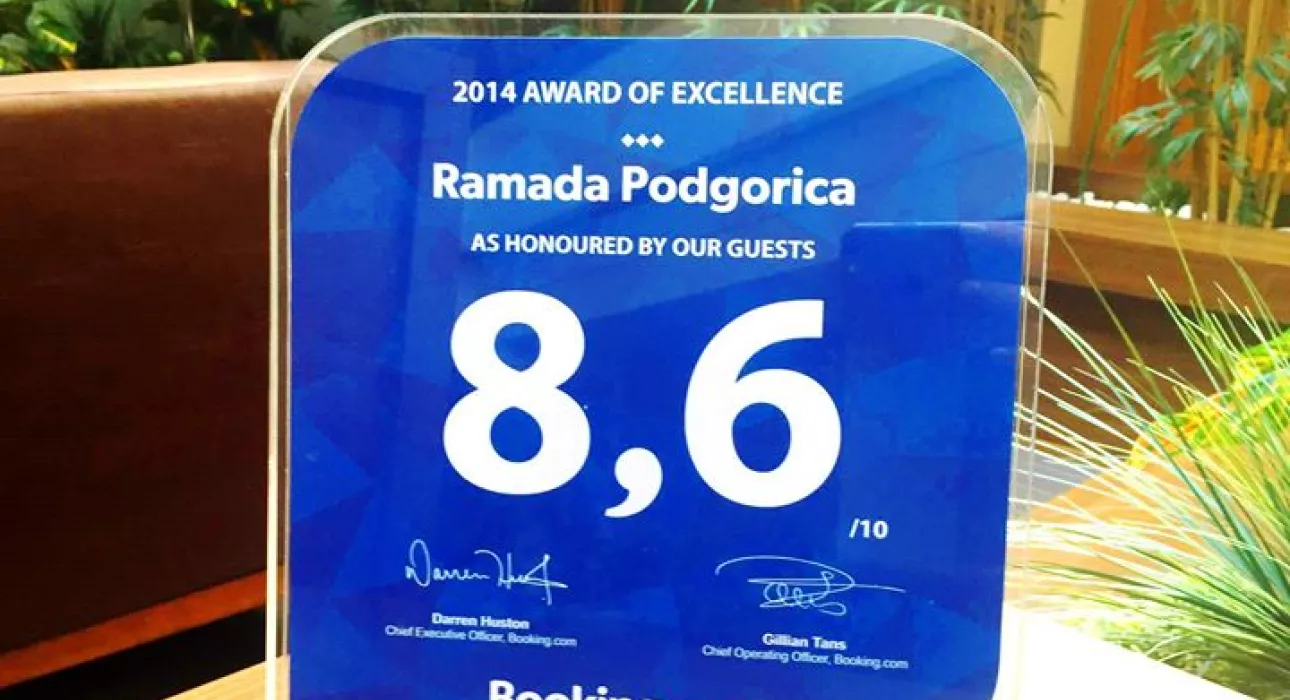 2014 AWARD OF EXCELLENCE
Ramada Podgorica
AS HONOURED BY OUR GUESTS
8,6
/10
Darren Huston
Chief Executive Officer, Booking.com
Gillian Tans
Chief Operating Officer, Booking.com